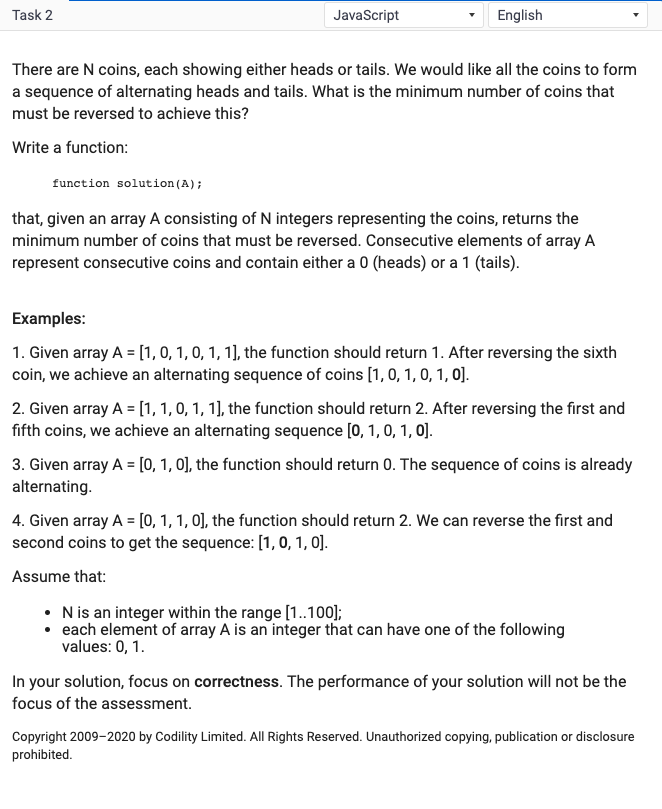 Task 2
JavaScript
English
There are N coins, each showing either heads or tails. We would like all the coins to form
a sequence of alternating heads and tails. What is the minimum number of coins that
must be reversed to achieve this?
Write a function:
function solution(A);
that, given an array A consisting of N integers representing the coins, returns the
minimum number of coins that must be reversed. Consecutive elements of array A
represent consecutive coins and contain either a 0 (heads) or a 1 (tails).
Examples:
1. Given array A = [1, 0, 1, 0, 1, 1], the function should return 1. After reversing the sixth
coin, we achieve an alternating sequence of coins [1, 0, 1, 0, 1, 0].
2. Given array A = [1, 1, 0, 1, 1], the function should return 2. After reversing the first and
fifth coins, we achieve an alternating sequence [0, 1, 0, 1, 0].
3. Given array A = [0, 1, 0], the function should return 0. The sequence of coins is already
alternating.
4. Given array A = [0, 1, 1, 0], the function should return 2. We can reverse the first and
second coins to get the sequence: [1, 0, 1, 0].
Assume that:
• N is an integer within the range [1..100];
• each element of array A is an integer that can have one of the following
values: 0, 1.
In your solution, focus on correctness. The performance of your solution will not be the
focus of the assessment.
Copyright 2009–2020 by Codility Limited. All Rights Reserved. Unauthorized copying, publication or disclosure
prohibited.